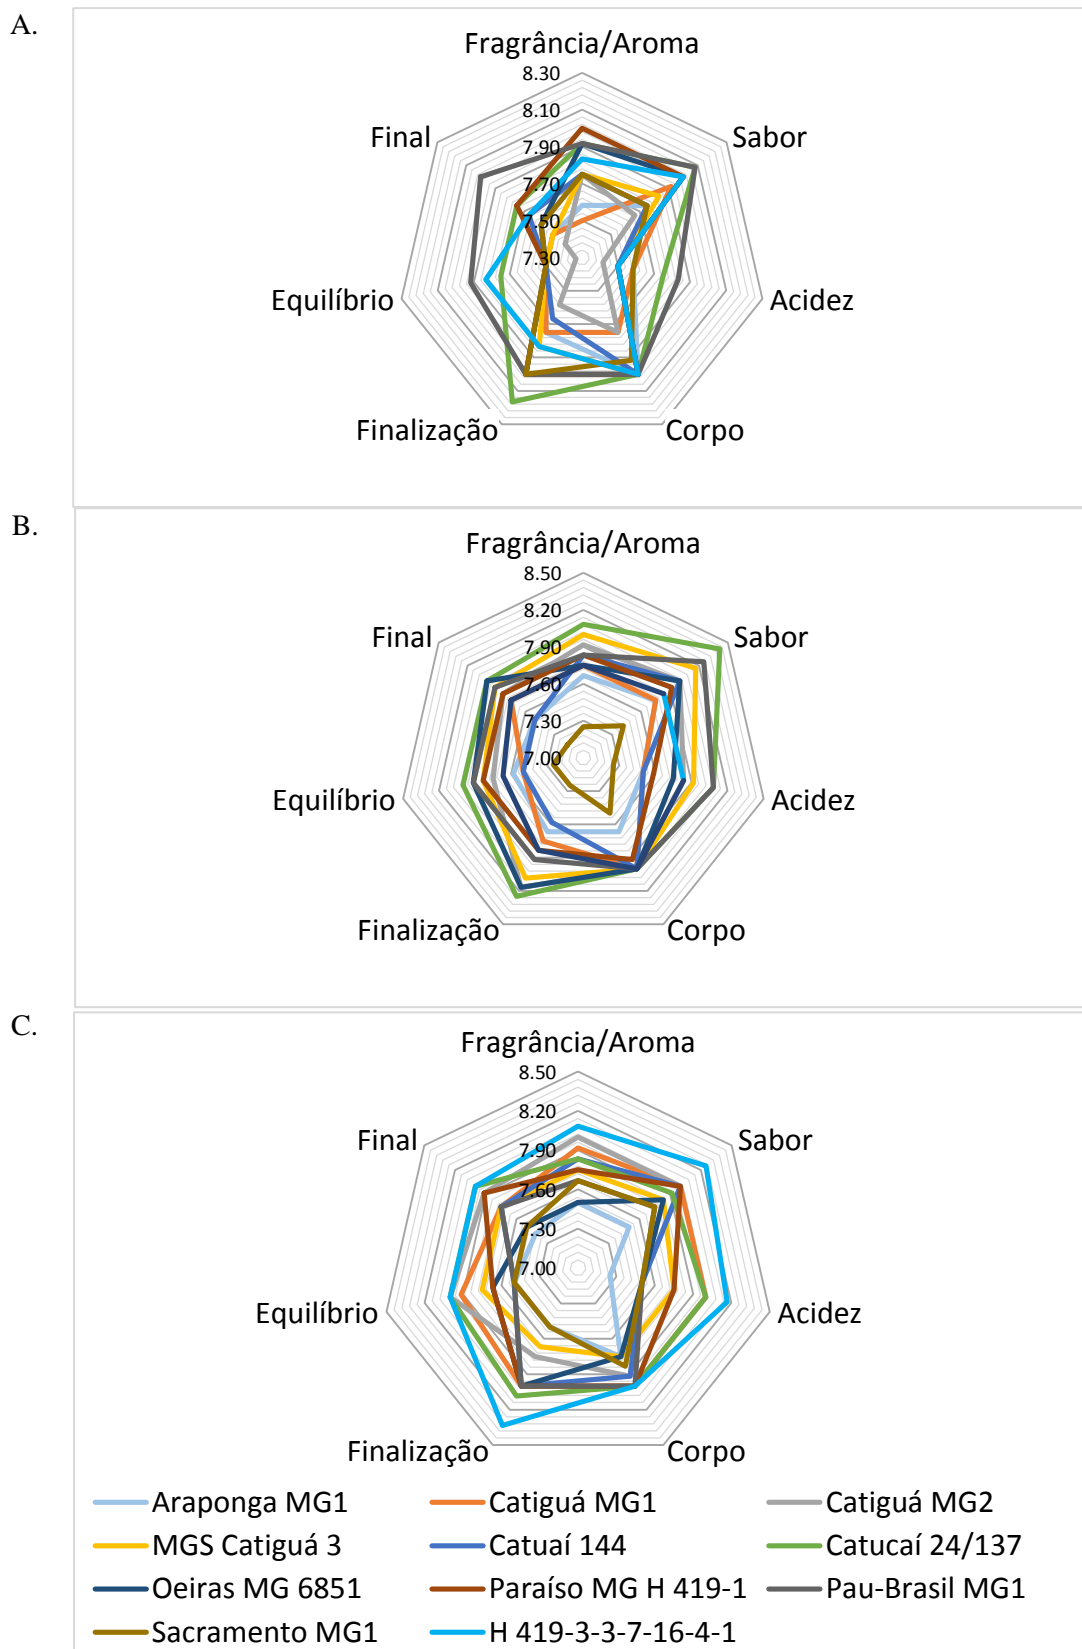 A.
Fragrância/Aroma
8.30
8.10
Final
Sabor
7.90
7.70
7.50
7.30
Equilíbrio
Acidez
Finalização
Corpo
B.
Fragrância/Aroma
8.50
8.20
Final
Sabor
7.90
7.60
7.30
7.00
Equilíbrio
Acidez
Finalização
Corpo
C.
Fragrância/Aroma
8.50
8.20
Final
Sabor
7.90
7.60
7.30
7.00
Equilíbrio
Acidez
Finalização
Corpo
Araponga MG1 Catiguá MG1 Catiguá MG2
MGS Catiguá 3 Catuaí 144 Catucaí 24/137
Oeiras MG 6851 Paraíso MG H 419-1 Pau-Brasil MG1
Sacramento MG1 H 419-3-3-7-16-4-1